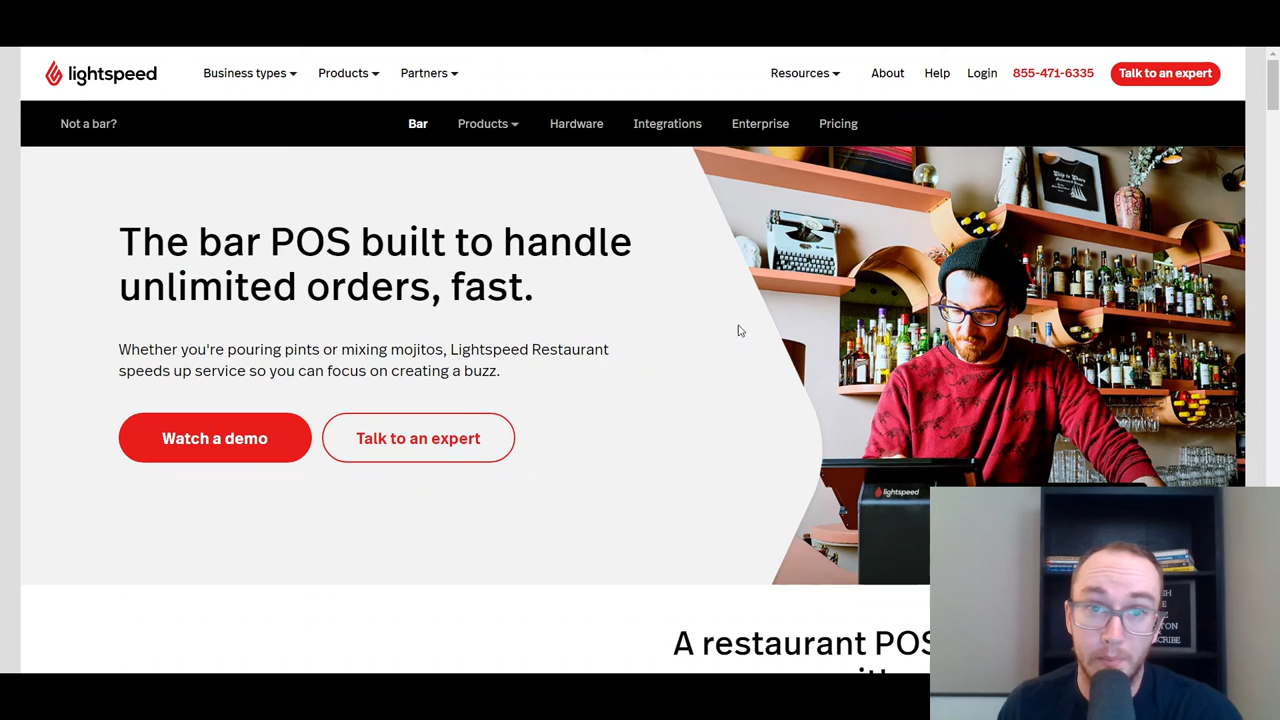 lightspeed
Business types
Products
Partners
Resources
About
Help
Login
855-471-6335
Talk to an expert
Not a bar?
Bar
Products
Hardware
Integrations
Enterprise
Pricing
The bar POS built to handle
unlimited orders, fast.
Whether you're pouring pints or mixing mojitos, Lightspeed Restaurant
speeds up service so you can focus on creating a buzz.
Watch a demo
Talk to an expert
lightspeed
A restaurant POS